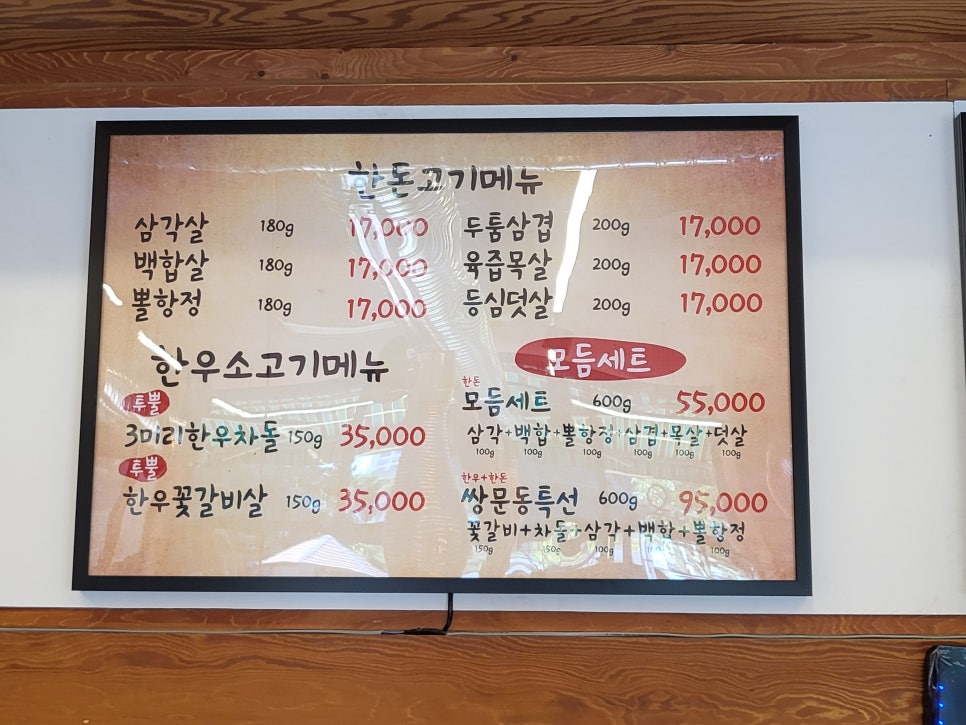 한돈고기메뉴
삼각살 180g 17,000
백합살 180g 17,000
뽈항정 180g 17,000
두툼삼겹 200g 17,000
육즙목살 200g 17,000
등심덧살 200g 17,000
한우소고기메뉴
투뿔
3미리한우차돌 150g 35,000
투뿔
한우꽃갈비살 150g 35,000
모듬세트
한돈
모듬세트 600g 55,000
삼각+백합+뽈항정+삼겹+목살+덧살
100g 100g 100g 100g 100g 100g
한우+한돈
쌍문동특선 600g 95,000
꽃갈비+차돌+삼각+백합+뽈항정
150g 150g 100g 100g 100g